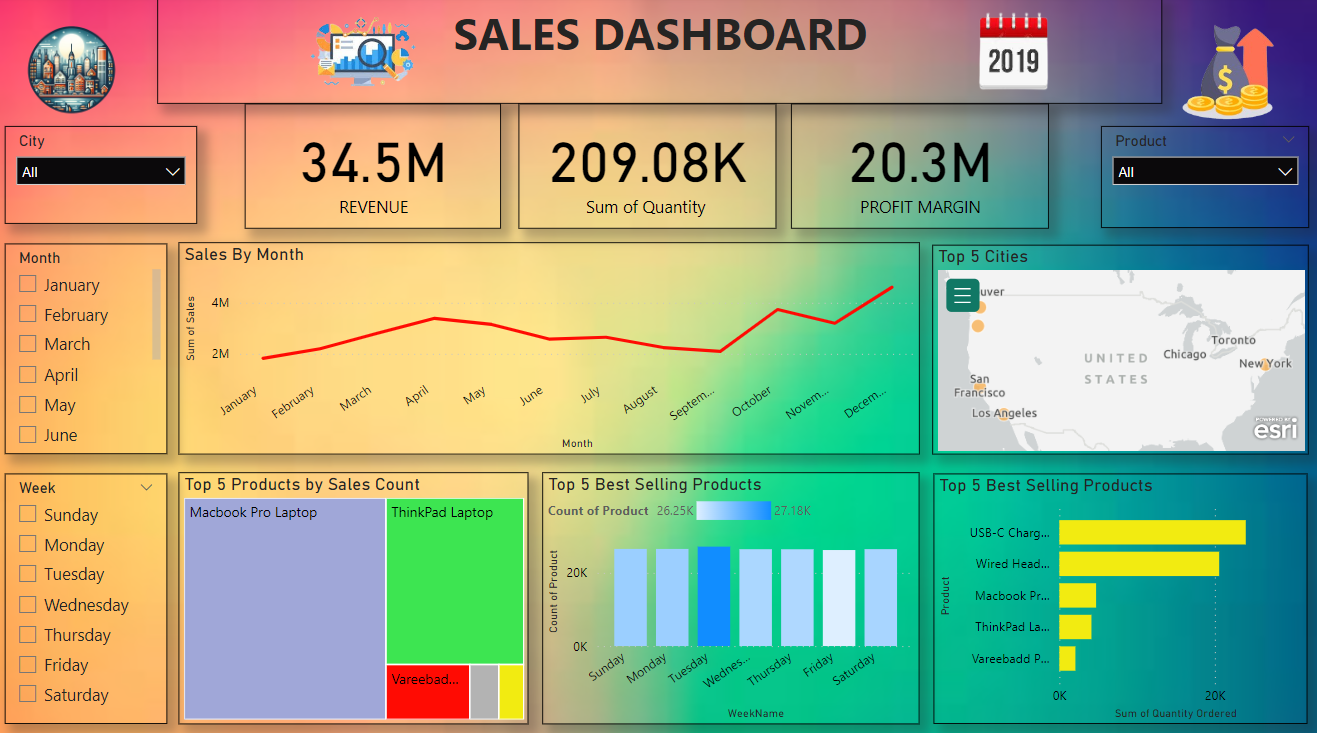 SALES DASHBOARD
2019
$
City
All
34.5M
REVENUE
209.08K
Sum of Quantity
20.3M
PROFIT MARGIN
Product
All
Month
January
February
March
April
May
June
Sales By Month
Sum of Sales
4M
2M
January
February
March
April
May
June
July
August
Septem...
October
Novem...
Decem...
Month
Top 5 Cities
uver
UNITED
STATES
Toronto
Chicago
New York
San
Francisco
Los Angeles
POWERED BY
esri
Week
Sunday
Monday
Tuesday
Wednesday
Thursday
Friday
Saturday
Top 5 Products by Sales Count
Macbook Pro Laptop
ThinkPad Laptop
Vareebad...
Top 5 Best Selling Products
Count of Product 26.25K 27.18K
Count of Product
20K
0K
Sunday
Monday
Tuesday
Wednes...
Thursday
Friday
Saturday
WeekName
Top 5 Best Selling Products
Product
USB-C Charg...
Wired Head...
Macbook Pr...
ThinkPad La...
Vareebadd P...
0K
20K
Sum of Quantity Ordered